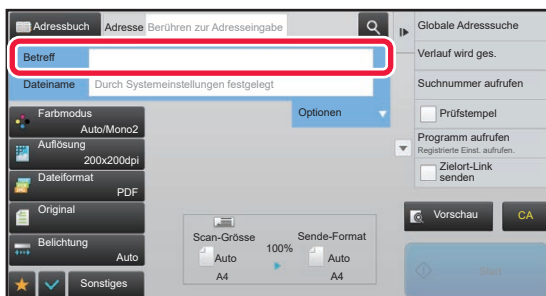 Adressbuch
Adresse
Berühren zur Adresseingabe
Betreff
Dateiname
Durch Systemeinstellungen festgelegt
Optionen
Farbmodus
Auto/Mono2
Auflösung
200x200dpi
Dateiformat
PDF
Original
Belichtung
Auto
Sonstiges
Scan-Grösse
Auto
A4
100%
Sende-Format
Auto
A4
Globale Adresssuche
Verlauf wird ges.
Suchnummer aufrufen
Prüfstempel
Programm aufrufen
Registrierte Einst. aufrufen.
Zielort-Link
senden
Vorschau
CA
Start